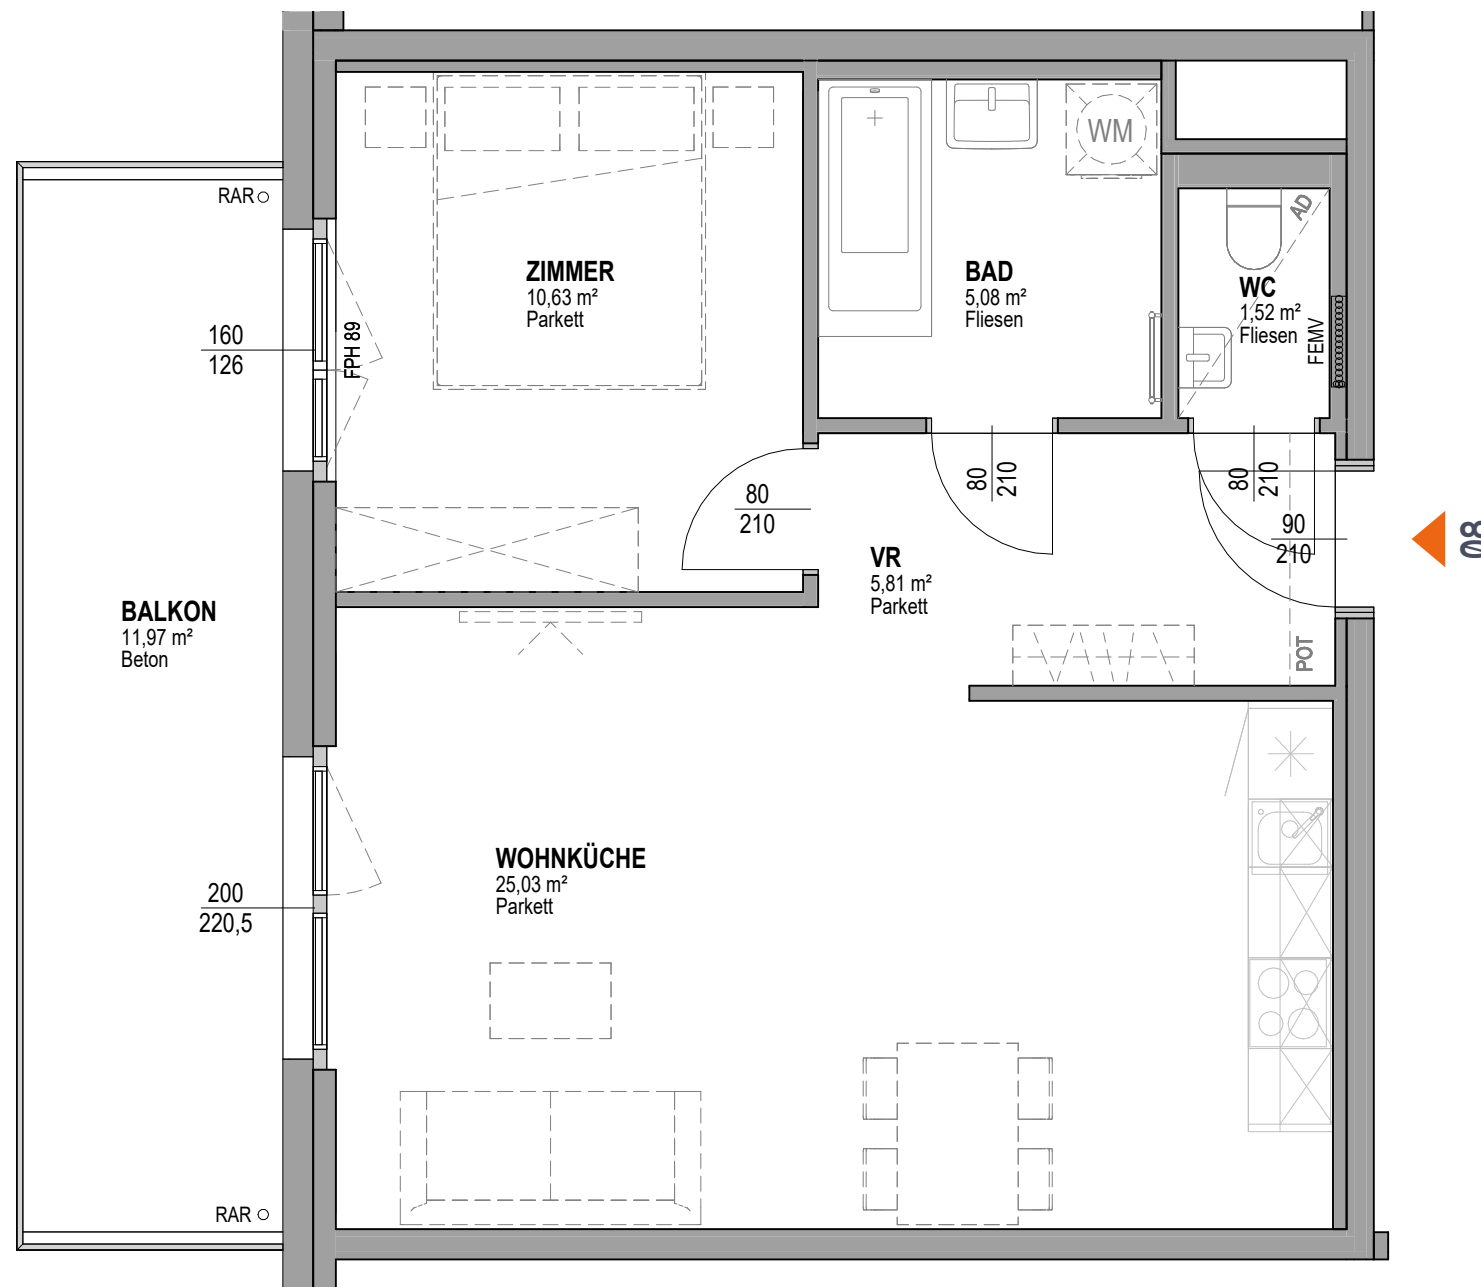 RAR
WM
AD
ZIMMER
10,63 m²
Parkett
BAD
5,08 m²
Fliesen
WC
1,52 m²
Fliesen
FEMV
160
126
FPH 89
80
210
80
210
80
210
90
210
08
VR
5,81 m²
Parkett
BALKON
11,97 m²
Beton
POT
WOHNKÜCHE
25,03 m²
Parkett
200
220,5
RAR